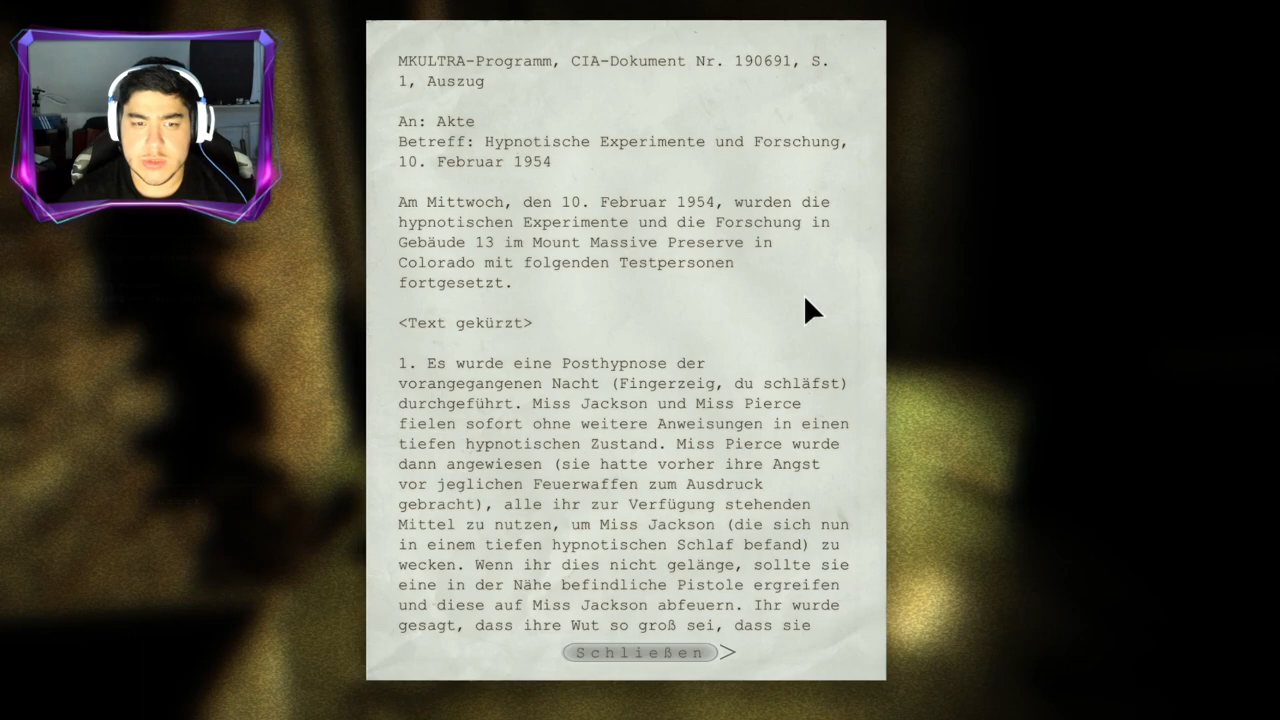 MKULTRA-Programm, CIA-Dokument Nr. 190691, S.
1, Auszug
An: Akte
Betreff: Hypnotische Experimente und Forschung,
10. Februar 1954
Am Mittwoch, den 10. Februar 1954, wurden die
hypnotischen Experimente und die Forschung in
Gebäude 13 im Mount Massive Preserve in
Colorado mit folgenden Testpersonen
fortgesetzt.
<Text gekürzt>
1. Es wurde eine Posthypnose der
vorangegangenen Nacht (Fingerzeig, du schläfst)
durchgeführt. Miss Jackson und Miss Pierce
fielen sofort ohne weitere Anweisungen in einen
tiefen hypnotischen Zustand. Miss Pierce wurde
dann angewiesen (sie hatte vorher ihre Angst
vor jeglichen Feuerwaffen zum Ausdruck
gebracht), alle ihr zur Verfügung stehenden
Mittel zu nutzen, um Miss Jackson (die sich nun
in einem tiefen hypnotischen Schlaf befand) zu
wecken. Wenn ihr dies nicht gelänge, sollte sie
eine in der Nähe befindliche Pistole ergreifen
und diese auf Miss Jackson abfeuern. Ihr wurde
gesagt, dass ihre Wut so groß sei, dass sie
Schließen >